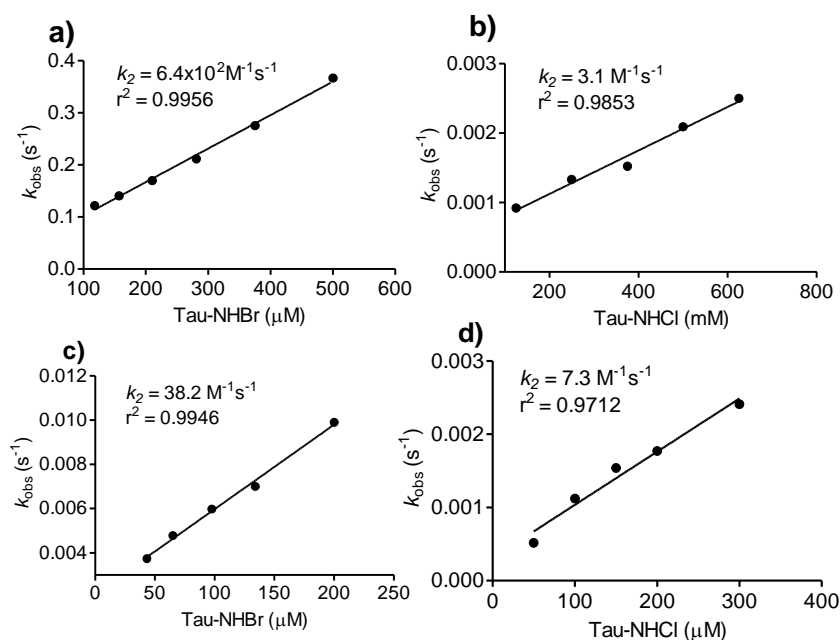 a)
k2 = 6.4x10²M⁻¹s⁻¹
r² = 0.9956
kobs (s⁻¹)
0.4
0.3
0.2
0.1
0.0
100 200 300 400 500 600
Tau-NHBr (µM)
b)
k2 = 3.1 M⁻¹s⁻¹
r² = 0.9853
kobs (s⁻¹)
0.003
0.002
0.001
0.000
200 400 600 800
Tau-NHCl (mM)
c)
k2 = 38.2 M⁻¹s⁻¹
r² = 0.9946
kobs (s⁻¹)
0.012
0.010
0.008
0.006
0.004
0 50 100 150 200 250
Tau-NHBr (µM)
d)
k2 = 7.3 M⁻¹s⁻¹
r² = 0.9712
kobs (s⁻¹)
0.003
0.002
0.001
0.000
0 100 200 300 400
Tau-NHCl (µM)